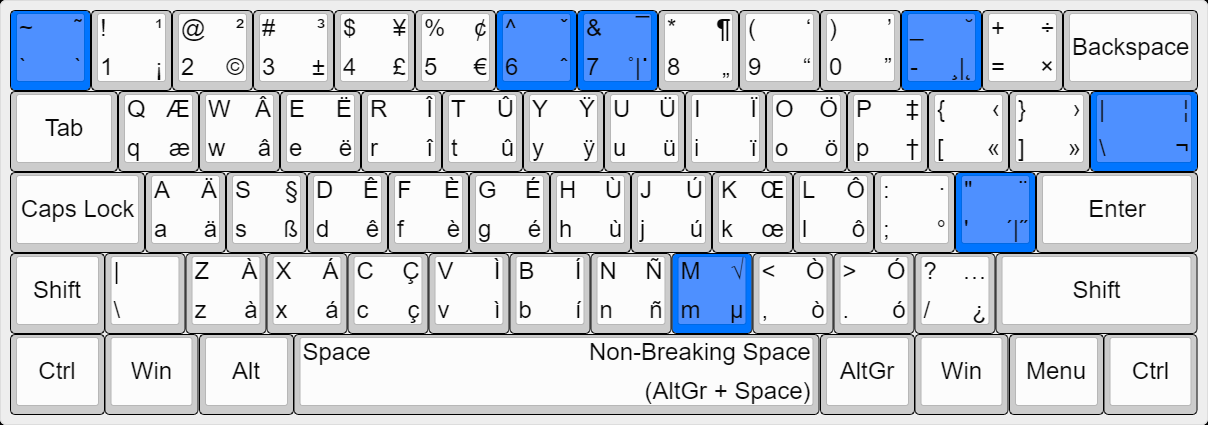 ~ ˜ ! ¹ @ ² # ³ $ ¥ % ¢ ^ ˇ & ¯ * ¶ ( ‘ ) ’ _ ˘ + ÷ Backspace
` ` 1 ¡ 2 © 3 ± 4 £ 5 € 6 ˆ 7 ˚|˙ 8 „ 9 “ 0 ” - ¸|˛ = ×
Tab Q Æ W Â E Ë R Î T Û Y Ÿ U Ü I Ï O Ö P ‡ { ‹ } › | ¦
q æ w â e ë r î t û y ÿ u ü i ï o ö p † [ « ] » \ ¬
Caps Lock A Ä S § D Ê F È G É H Ù J Ú K Œ L Ô : · " ¨ Enter
a ä s ß d ê f è g é h ù j ú k œ l ô ; ° ' ´|˝
Shift | Z À X Á C Ç V Ì B Í N Ñ M √ < Ò > Ó ? … Shift
\ z à x á c ç v ì b í n ñ m µ , ò . ó / ¿
Ctrl Win Alt Space Non-Breaking Space AltGr Win Menu Ctrl
(AltGr + Space)